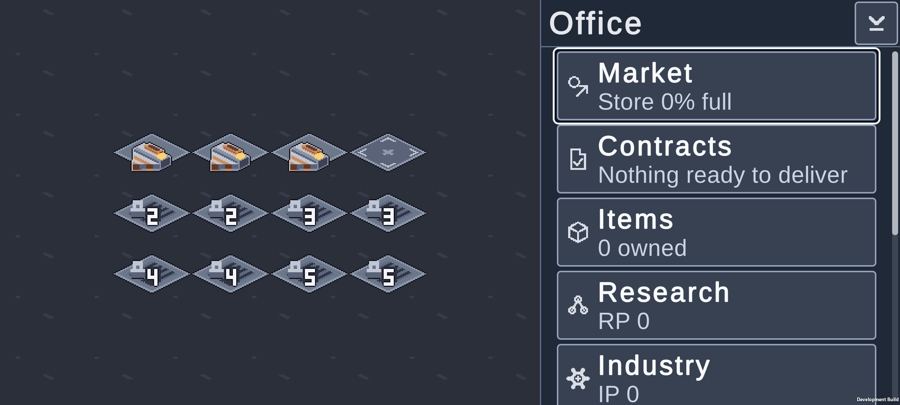 Office
Market
Store 0% full
Contracts
Nothing ready to deliver
Items
0 owned
Research
RP 0
Industry
IP 0
2 2 3 3
4 4 5 5
Development Build